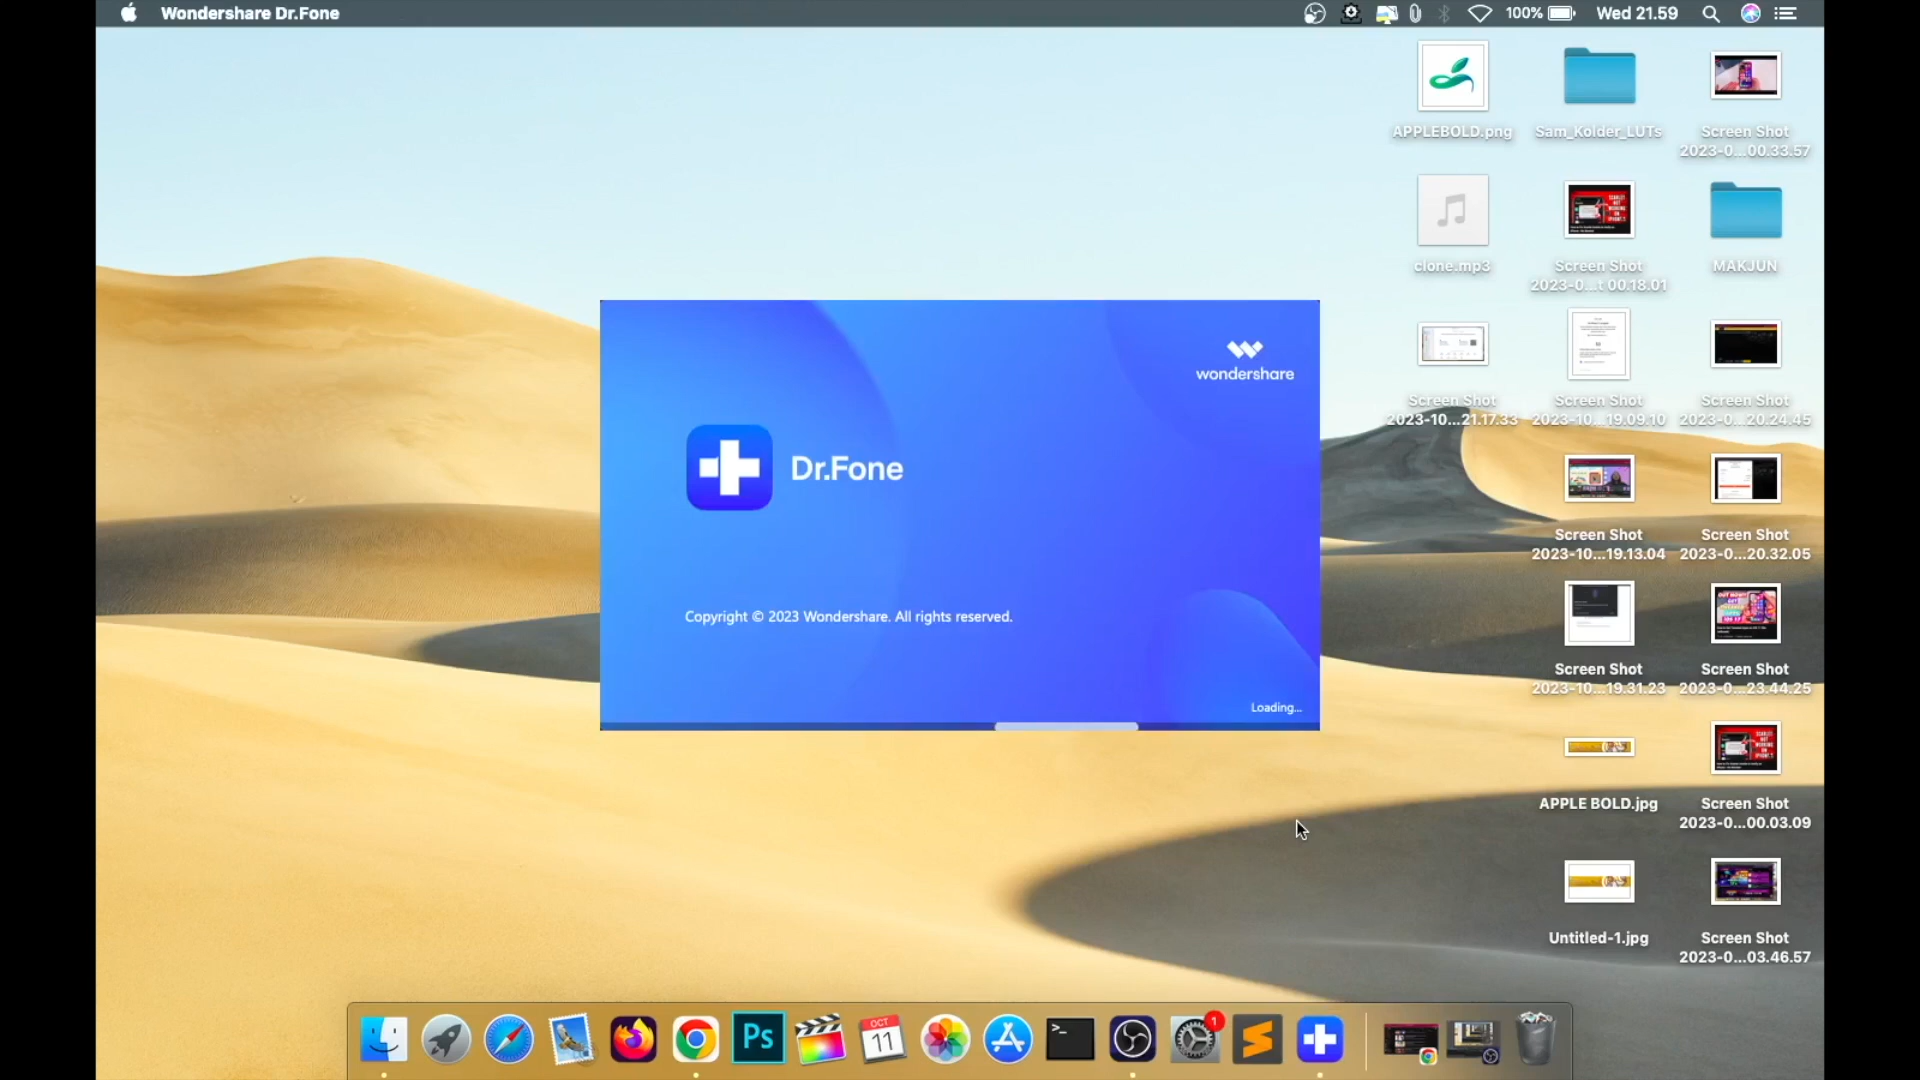 Wondershare Dr.Fone
100%
Wed 21.59
APPLEBOLD.png
Sam_Kolder_LUTs
Screen Shot
2023-0...00.33.57
clone.mp3
Screen Shot
2023-0...t 00.18.01
MAKJUN
Screen Shot
2023-10...21.17.33
Screen Shot
2023-10...19.09.10
Screen Shot
2023-0...20.24.45
Screen Shot
2023-10...19.13.04
Screen Shot
2023-0...20.32.05
Screen Shot
2023-10...19.31.23
Screen Shot
2023-0...23.44.25
APPLE BOLD.jpg
Screen Shot
2023-0...00.03.09
Untitled-1.jpg
Screen Shot
2023-0...03.46.57
wondershare
Dr.Fone
Copyright © 2023 Wondershare. All rights reserved.
Loading...
Ps
OCT
11
>_
1